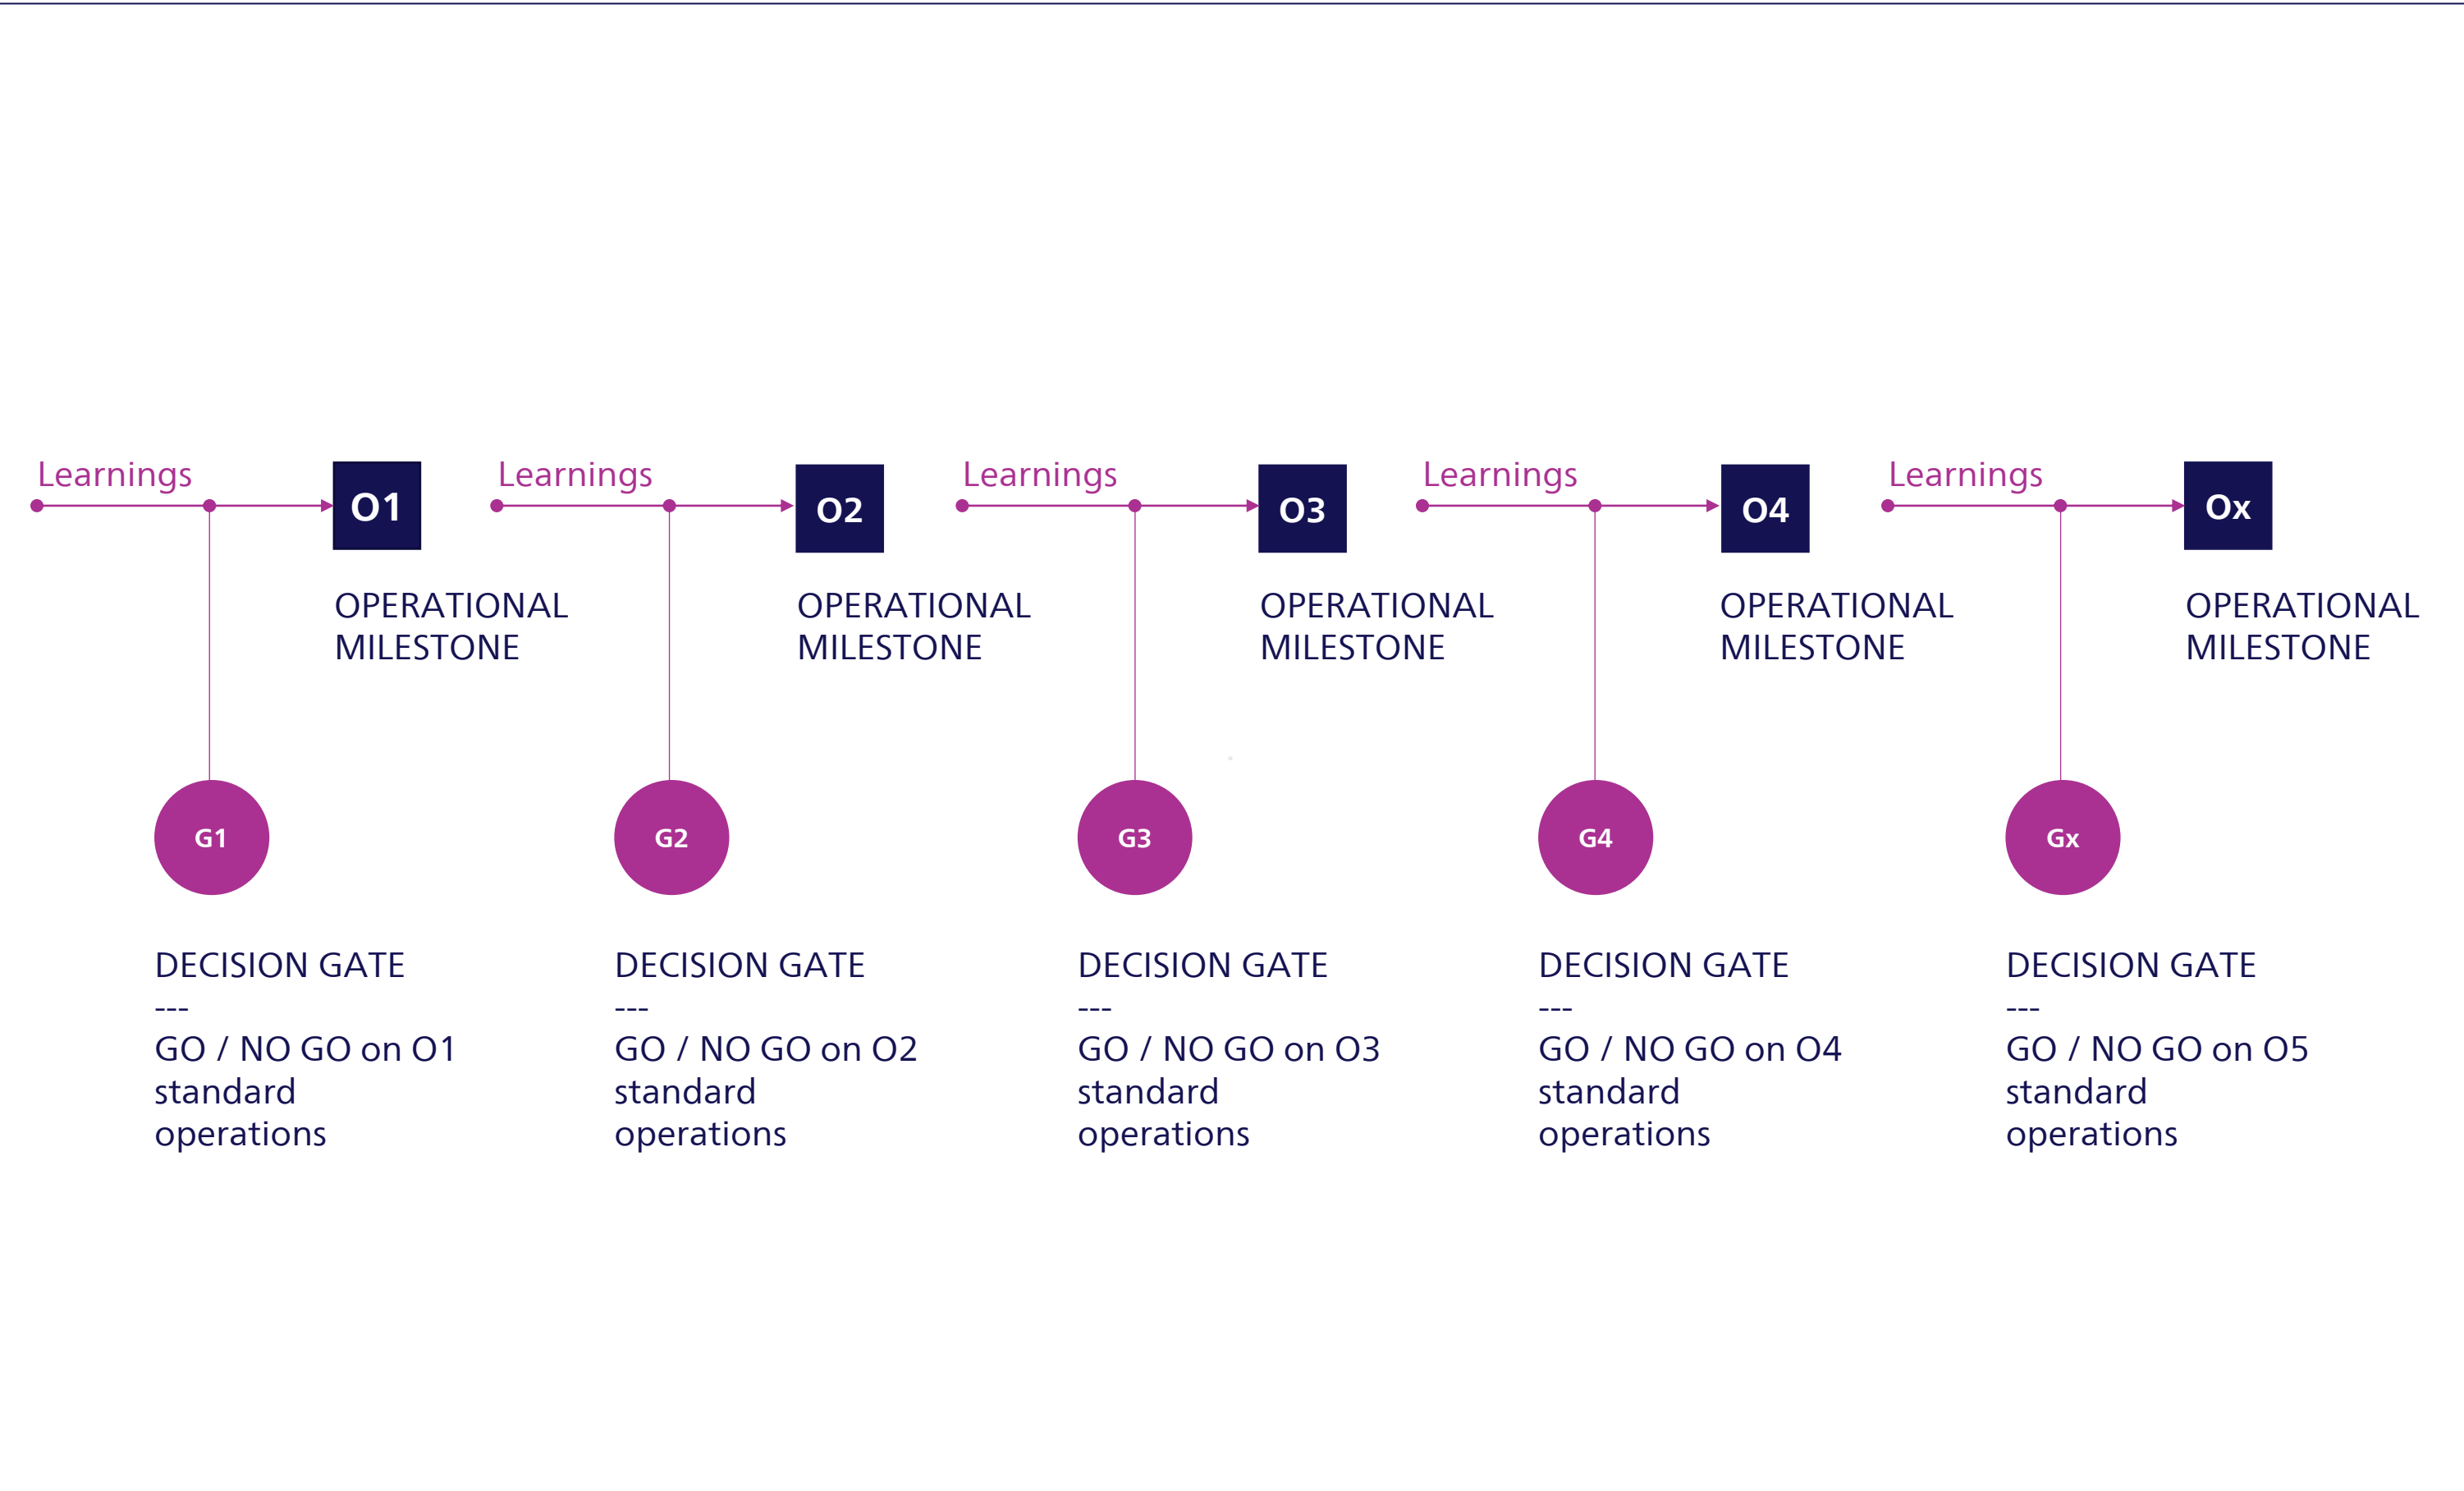 Learnings
O1
OPERATIONAL
MILESTONE
G1
DECISION GATE
---
GO / NO GO on O1
standard
operations
Learnings
O2
OPERATIONAL
MILESTONE
G2
DECISION GATE
---
GO / NO GO on O2
standard
operations
Learnings
O3
OPERATIONAL
MILESTONE
G3
DECISION GATE
---
GO / NO GO on O3
standard
operations
Learnings
O4
OPERATIONAL
MILESTONE
G4
DECISION GATE
---
GO / NO GO on O4
standard
operations
Learnings
Ox
OPERATIONAL
MILESTONE
Gx
DECISION GATE
---
GO / NO GO on O5
standard
operations